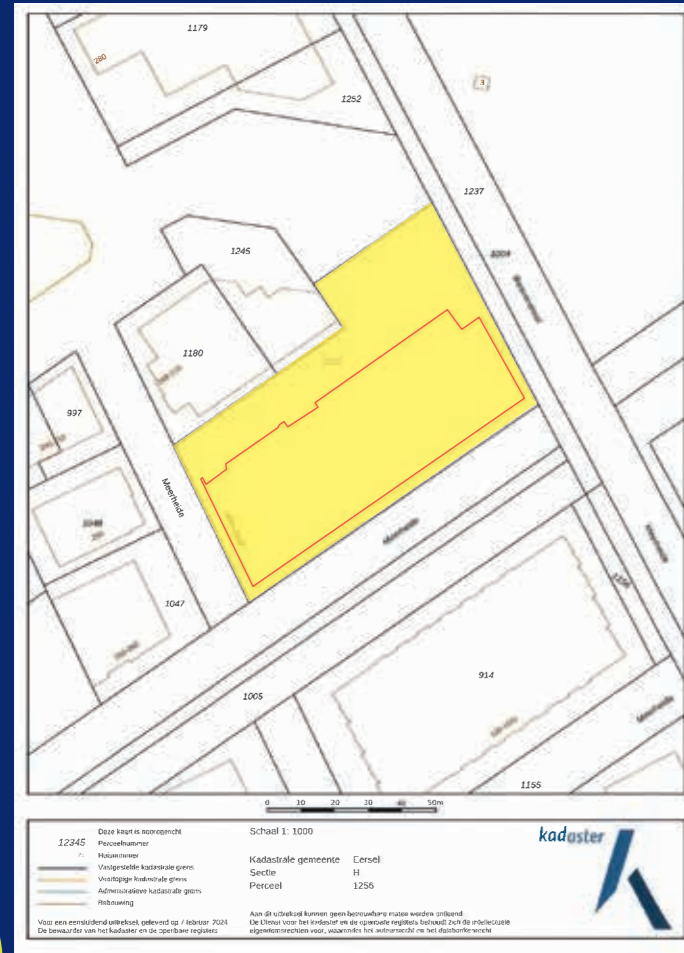 1179
280
1252
3
1237
1245
1180
997
Meerheide
Meerheide
1047
914
1005
Meerheide
1155
0 10 20 30 40 50m
Deze kaart is noordgericht
12345 Perceelnummer
Huisnummer
Vastgestelde kadastrale grens
Voorlopige kadastrale grens
Administratieve kadastrale grens
Bebouwing
Voor een eensluidend uittreksel, geleverd op 7 februari 2024
De bewaarder van het kadaster en de openbare registers
Schaal 1: 1000
Kadastrale gemeente Eersel
Sectie H
Perceel 1256
Aan dit uittreksel kunnen geen betrouwbare maten worden ontleend.
De Dienst voor het kadaster en de openbare registers behoudt zich de intellectuele
eigendomsrechten voor, waaronder het auteursrecht en het databankenrecht.
kadaster